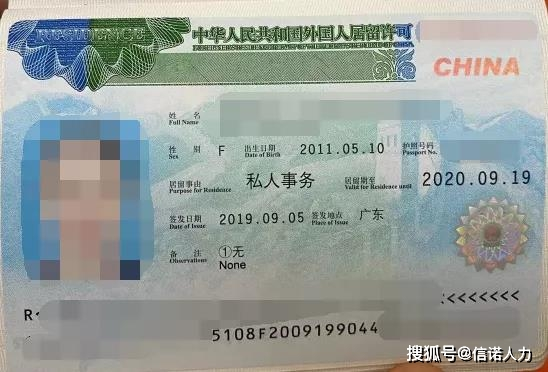 RESIDENCE
中华人民共和国外国人居留许可
CHINA
姓名
Full Name
性别 F 出生日期 2011.05.10 护照号码
Sex Date of Birth Passport No.
居留事由 私人事务 居留期至 2020.09.19
Purpose for Residence Valid for Residence until
签发日期 2019.09.05 签发地点 广东
Date of Issue Place of Issue
备注 ①无
Observations None
R<
<<<<<<<
5108F2009199044
搜狐号@信诺人力